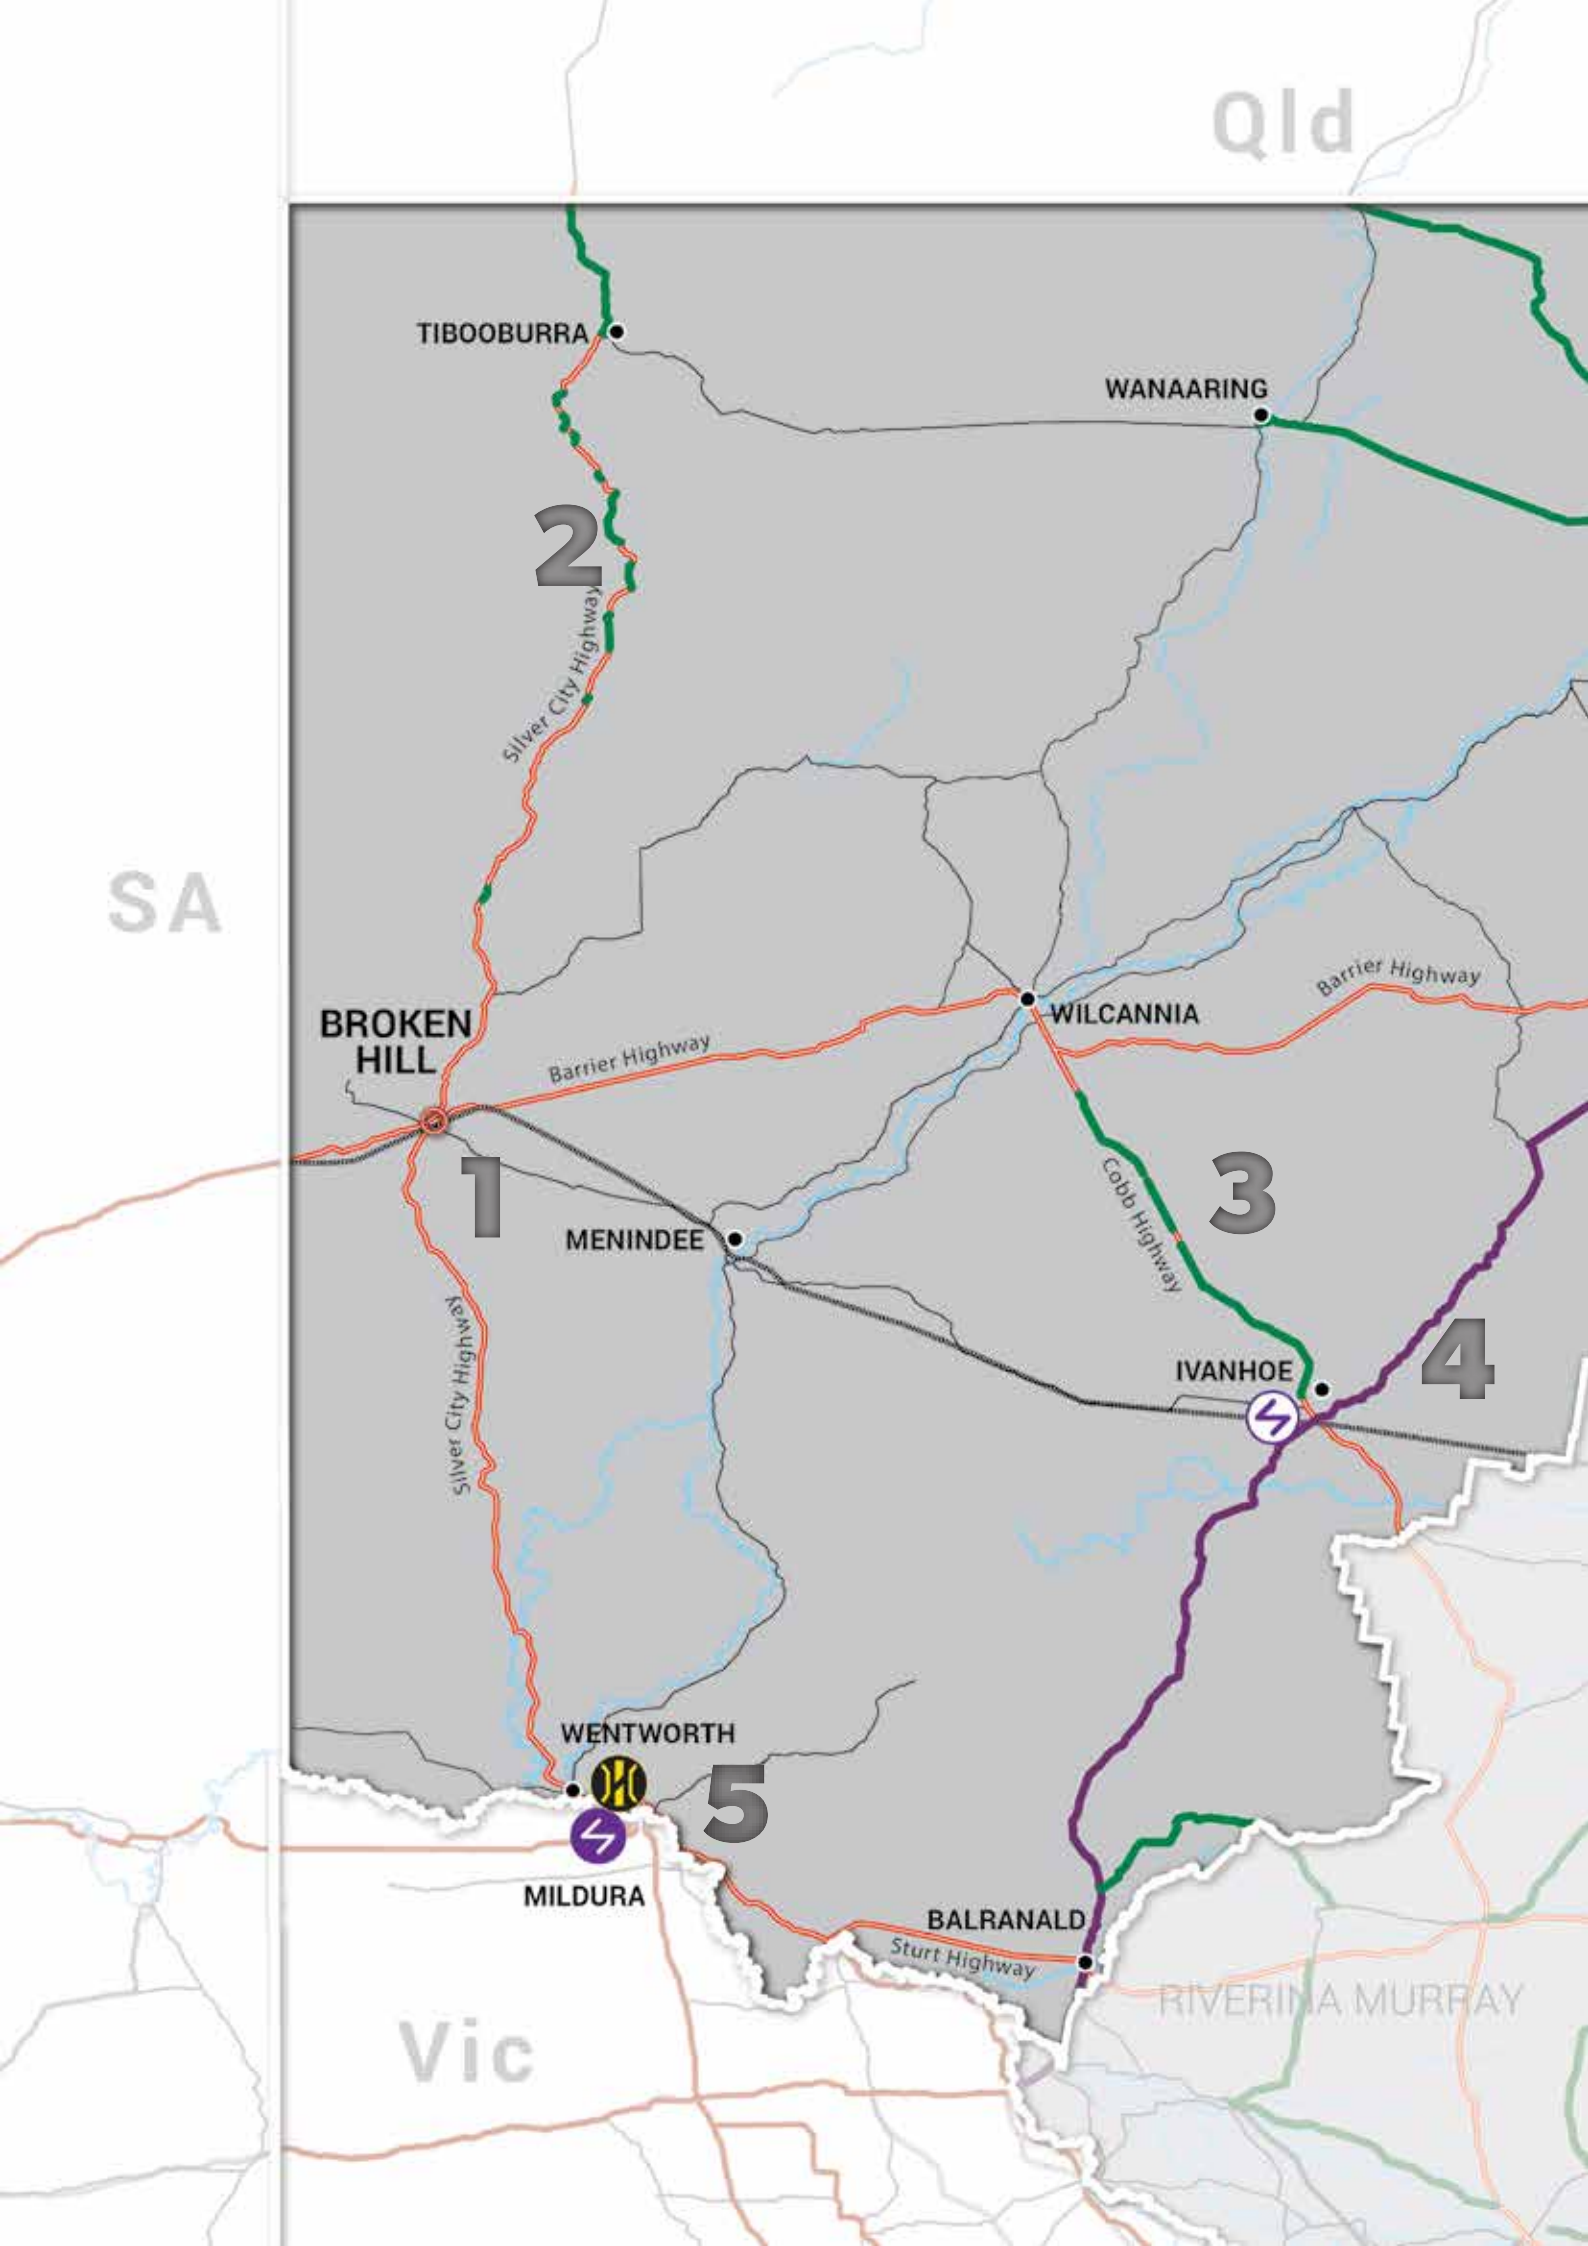 Qld
TIBOOBURRA
WANAARING
2
Silver City Highway
SA
Barrier Highway
BROKEN
HILL
WILCANNIA
Barrier Highway
1
3
Cobb Highway
MENINDEE
Silver City Highway
4
IVANHOE
WENTWORTH
5
MILDURA
BALRANALD
Sturt Highway
RIVERINA MURRAY
Vic